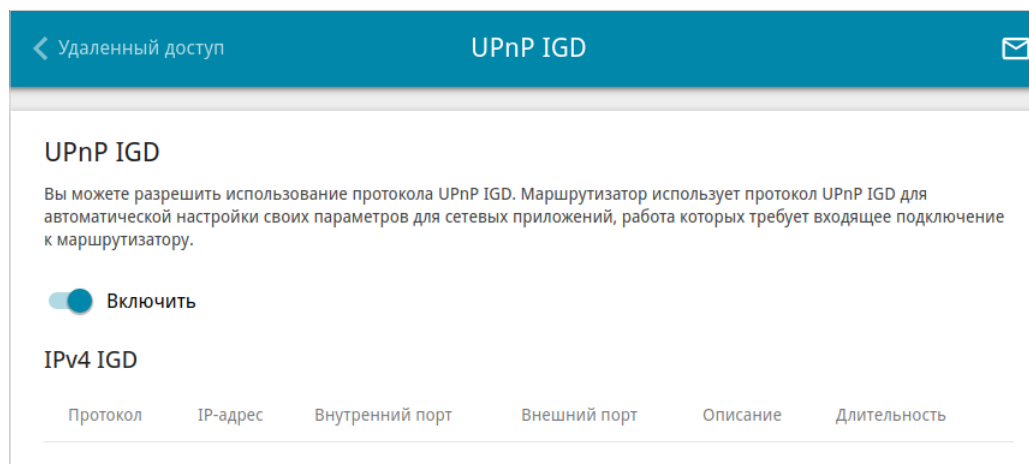 Удаленный доступ
UPnP IGD
UPnP IGD
Вы можете разрешить использование протокола UPnP IGD. Маршрутизатор использует протокол UPnP IGD для
автоматической настройки своих параметров для сетевых приложений, работа которых требует входящее подключение
к маршрутизатору.
Включить
IPv4 IGD
Протокол IP-адрес Внутренний порт Внешний порт Описание Длительность